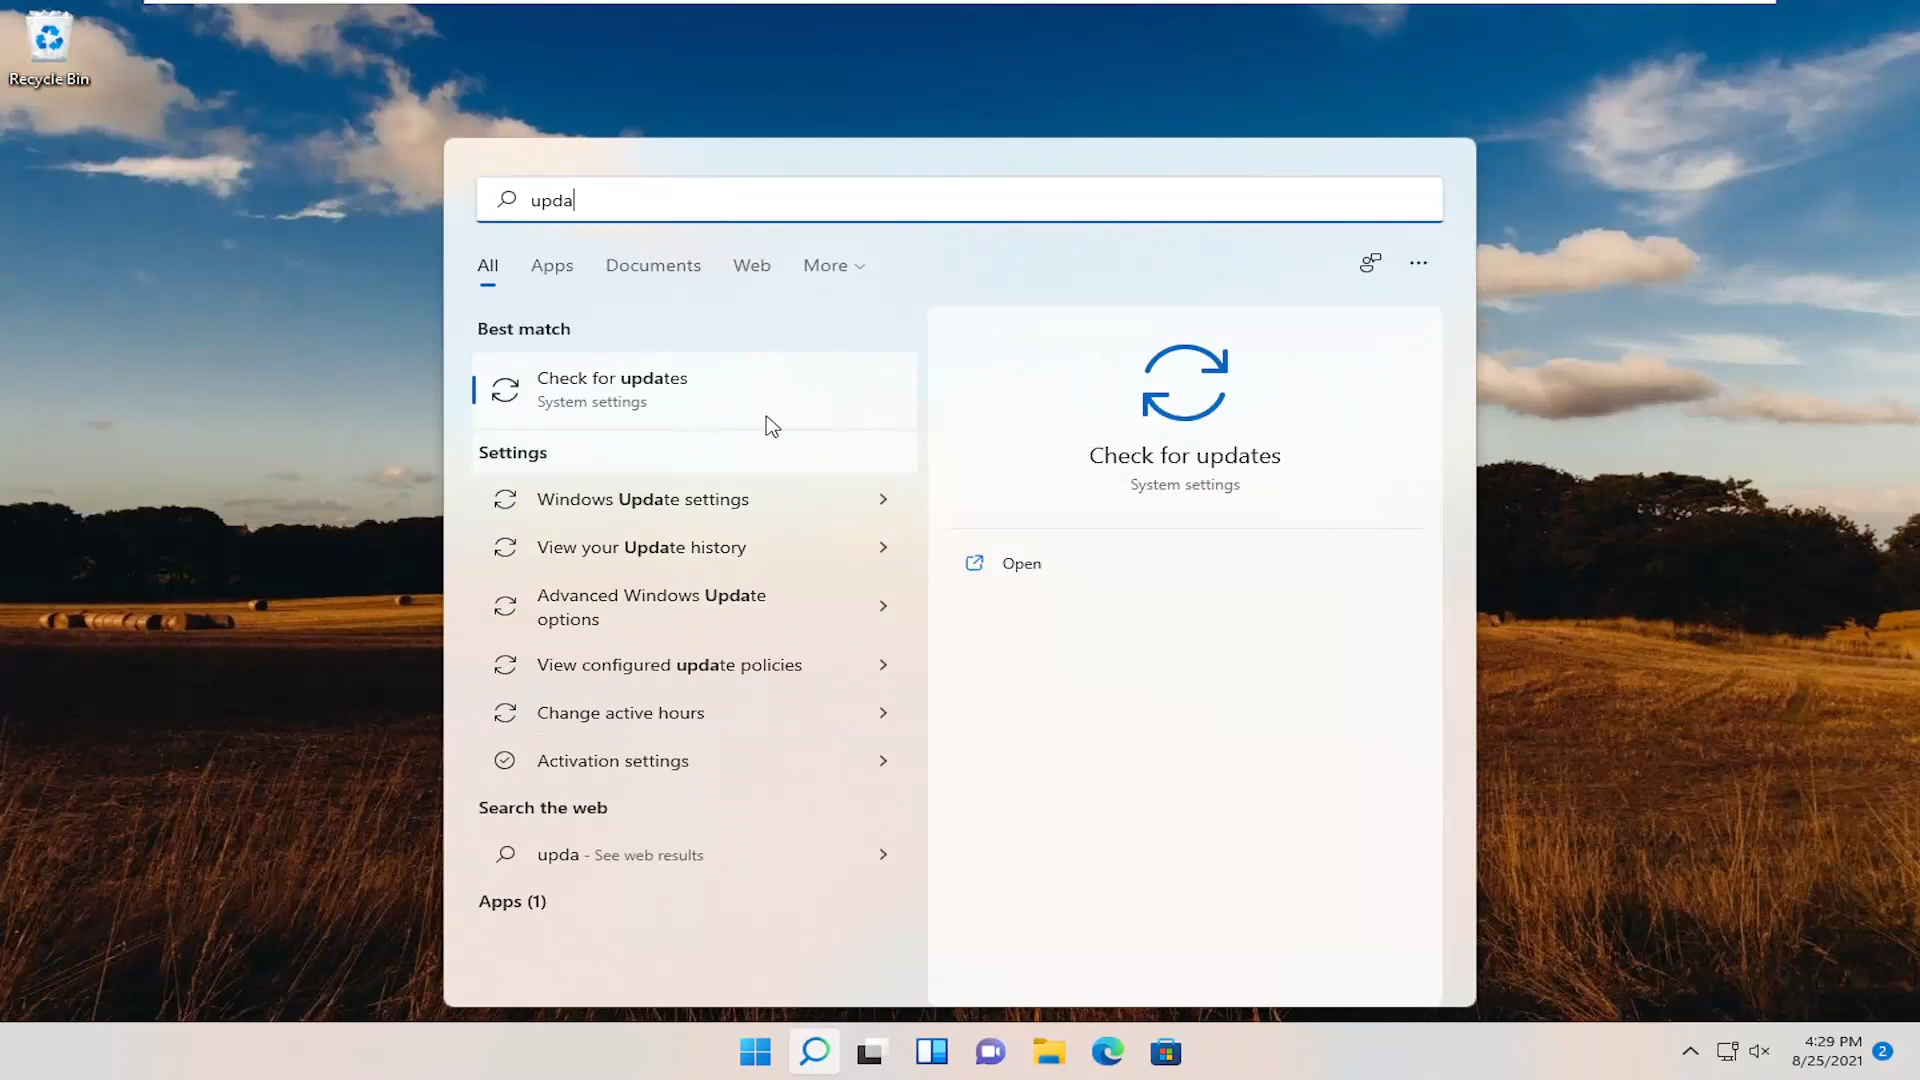 Recycle Bin
upda
All Apps Documents Web More
Best match
Check for updates
System settings
Settings
Windows Update settings
View your Update history
Advanced Windows Update
options
View configured update policies
Change active hours
Activation settings
Search the web
upda - See web results
Apps (1)
Check for updates
System settings
Open
4:29 PM
8/25/2021
2